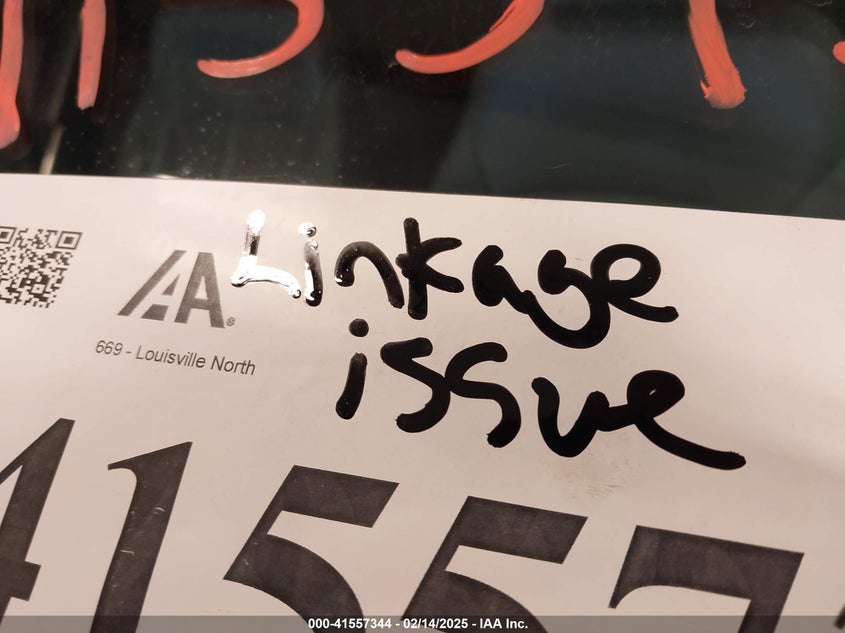 IAA.
Linkage
issue
669 - Louisville North
41557
000-41557344 - 02/14/2025 - IAA Inc.